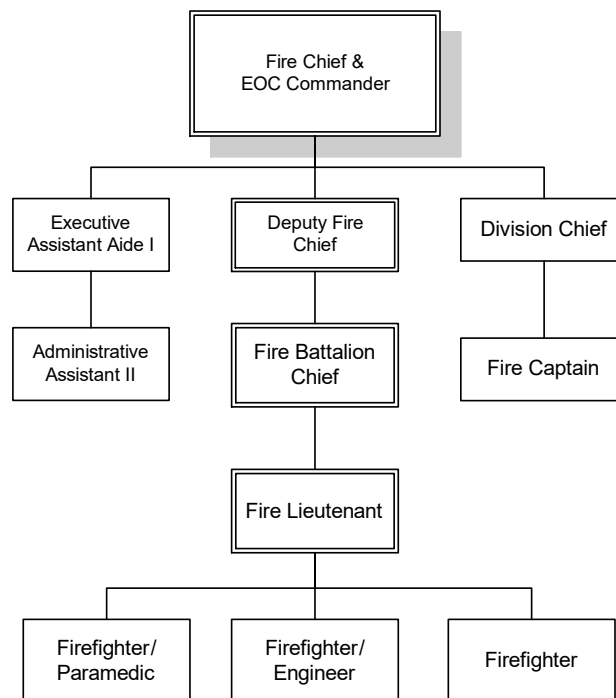 Fire Chief &
EOC Commander
Executive
Assistant Aide I
Deputy Fire
Chief
Division Chief
Administrative
Assistant II
Fire Battalion
Chief
Fire Captain
Fire Lieutenant
Firefighter/
Paramedic
Firefighter/
Engineer
Firefighter